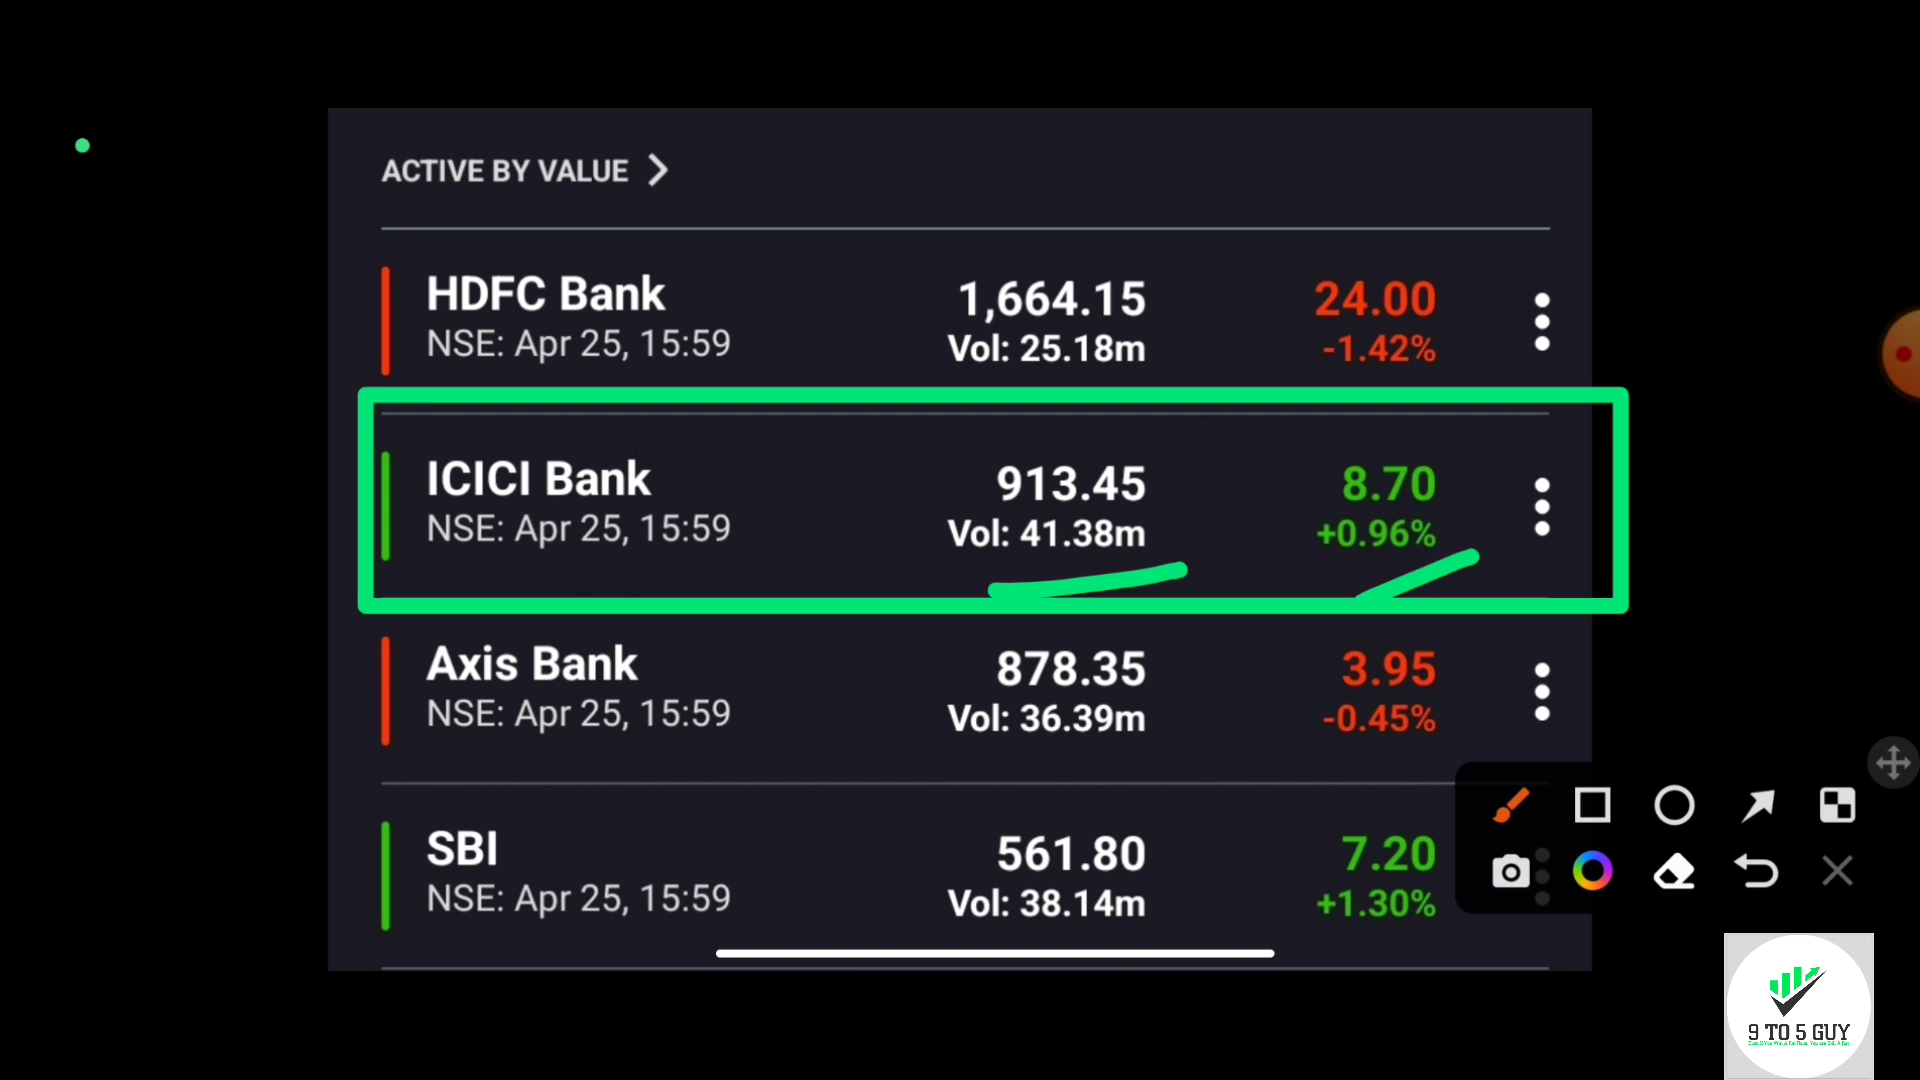 ACTIVE BY VALUE
HDFC Bank 1,664.15 24.00
NSE: Apr 25, 15:59 Vol: 25.18m -1.42%
ICICI Bank 913.45 8.70
NSE: Apr 25, 15:59 Vol: 41.38m +0.96%
Axis Bank 878.35 3.95
NSE: Apr 25, 15:59 Vol: 36.39m -0.45%
SBI 561.80 7.20
NSE: Apr 25, 15:59 Vol: 38.14m +1.30%
9 TO 5 GUY